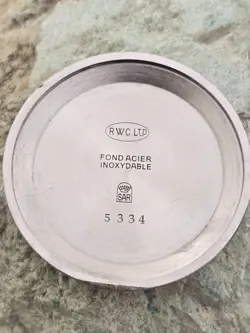 RWC LTD
FOND ACIER
INOXYDABLE
SAR
5334